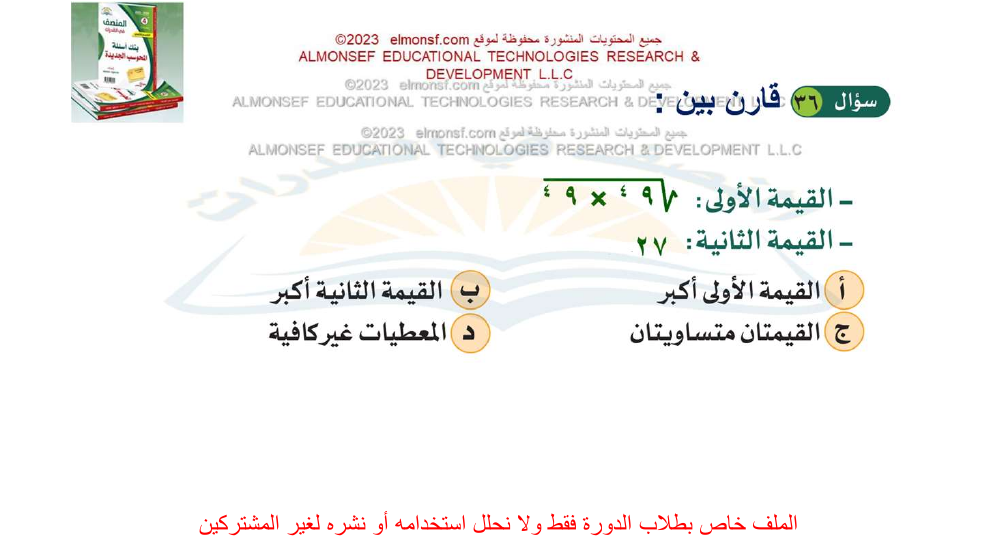 المنصف
في القدرات
بنك أسئلة
المحوسب الجديدة
جميع المحتويات المنشورة محفوظة لموقع elmonsf.com ©2023
ALMONSEF EDUCATIONAL TECHNOLOGIES RESEARCH &
DEVELOPMENT L.L.C
جميع المحتويات المنشورة محفوظة لموقع elmonsf.com ©2023
ALMONSEF EDUCATIONAL TECHNOLOGIES RESEARCH & DEVELOPMENT L.L.C
سؤال ٣٦ قارن بين :
جميع المحتويات المنشورة محفوظة لموقع elmonsf.com ©2023
ALMONSEF EDUCATIONAL TECHNOLOGIES RESEARCH & DEVELOPMENT L.L.C
– القيمة الأولى: √٩ ٤ × ٩ ٤
– القيمة الثانية: ٢٧
أ القيمة الأولى أكبر
ب القيمة الثانية أكبر
ج القيمتان متساويتان
د المعطيات غير كافية
الملف خاص بطلاب الدورة فقط ولا نحلل استخدامه أو نشره لغير المشتركين